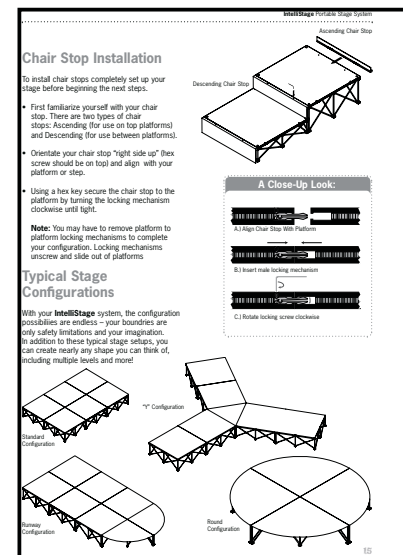 IntelliStage Portable Stage System
Ascending Chair Stop
Chair Stop Installation
To install chair stops completely set up your
stage before beginning the next steps.
Descending Chair Stop
• First familiarize yourself with your chair
stop. There are two types of chair
stops: Ascending (for use on top platforms)
and Descending (for use between platforms).
• Orientate your chair stop “right side up” (hex
screw should be on top) and align with your
platform or step.
• Using a hex key secure the chair stop to the
platform by turning the locking mechanism
clockwise until tight.
Note: You may have to remove platform to
platform locking mechanisms to complete
your configuration. Locking mechanisms
unscrew and slide out of platforms
A Close-Up Look:
A.) Align Chair Stop With Platform
B.) Insert male locking mechanism
C.) Rotate locking screw clockwise
Typical Stage
Configurations
With your IntelliStage system, the configuration
possibilies are endless – your boundries are
only safety limitations and your imagination.
In addition to these typical stage setups, you
can create nearly any shape you can think of,
including multiple levels and more!
"Y" Configuration
Standard
Configuration
Runway
Configuration
Round
Configuration
15